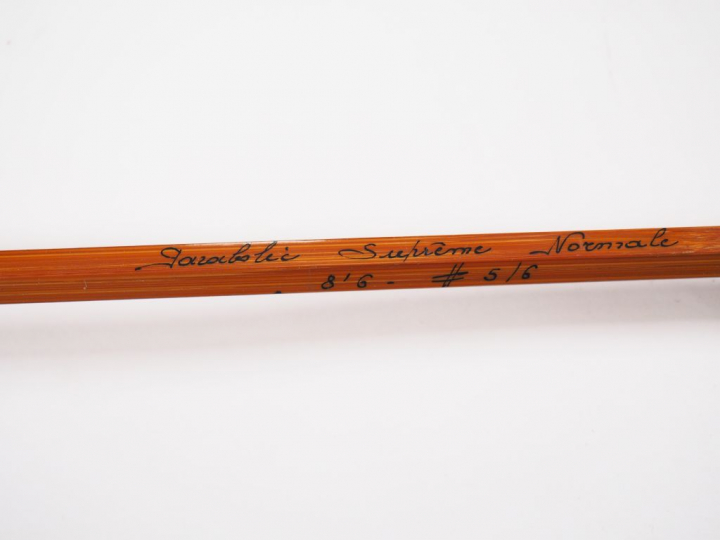 Parabolic Suprême Normale
8'6 - # 5/6